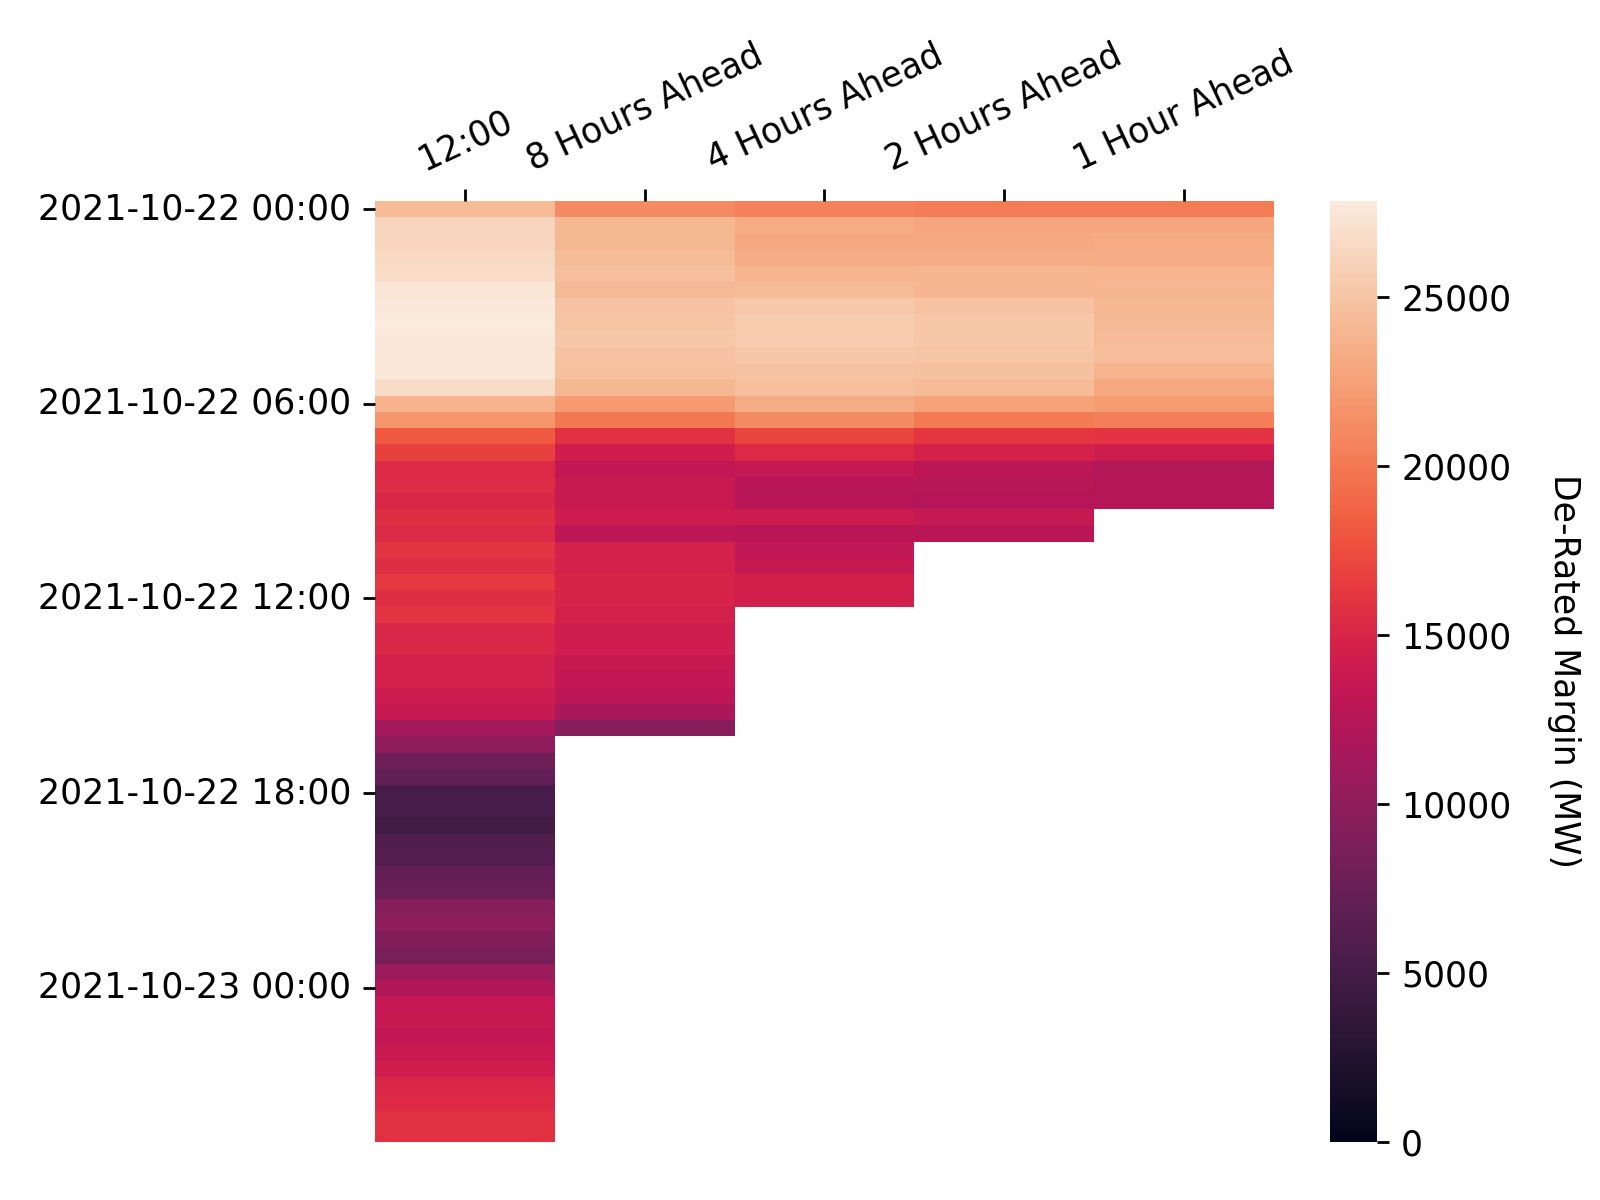 12:00
8 Hours Ahead
4 Hours Ahead
2 Hours Ahead
1 Hour Ahead
2021-10-22 00:00
2021-10-22 06:00
2021-10-22 12:00
2021-10-22 18:00
2021-10-23 00:00
25000
20000
15000
10000
5000
0
De-Rated Margin (MW)